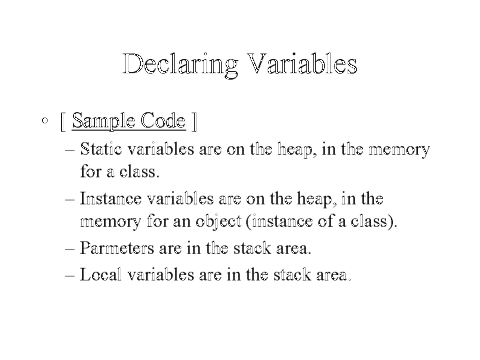 Declaring Variables
◦ [ Sample Code ]
– Static variables are on the heap, in the memory
for a class.
– Instance variables are on the heap, in the
memory for an object (instance of a class).
– Parmeters are in the stack area.
– Local variables are in the stack area.